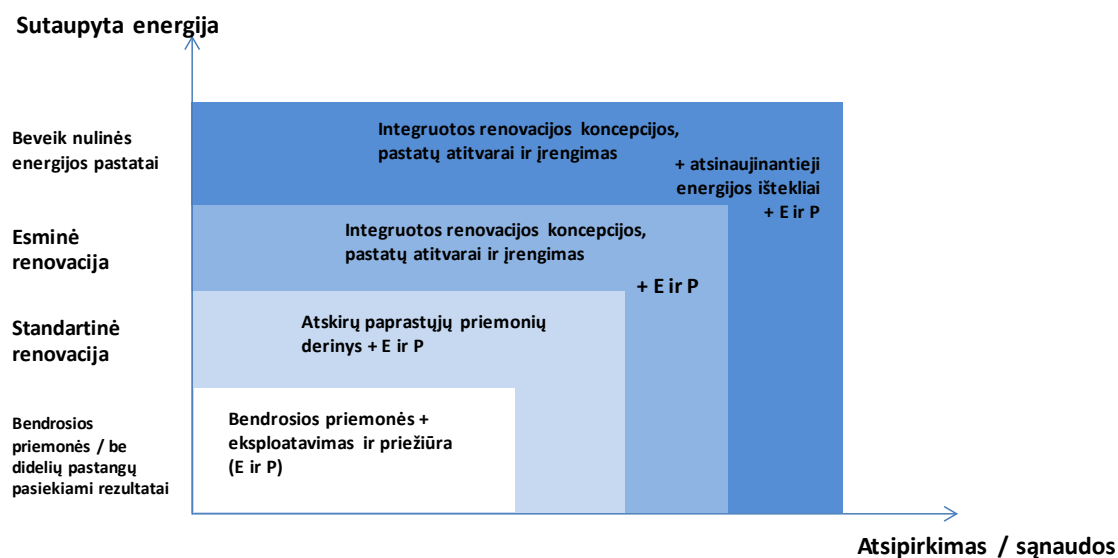 Sutaupyta energija
Beveik nulinės
energijos pastatai
Integruotos renovacijos koncepcijos,
pastatų atitvarai ir įrengimas
+ atsinaujinantieji
energijos ištekliai
+ E ir P
Esminė
renovacija
Integruotos renovacijos koncepcijos,
pastatų atitvarai ir įrengimas
+ E ir P
Standartinė
renovacija
Atskirų paprastųjų priemonių
derinys + E ir P
Bendrosios
priemonės / be
didelių pastangų
pasiekiami rezultatai
Bendrosios priemonės +
eksploatavimas ir priežiūra
(E ir P)
Atsipirkimas / sąnaudos